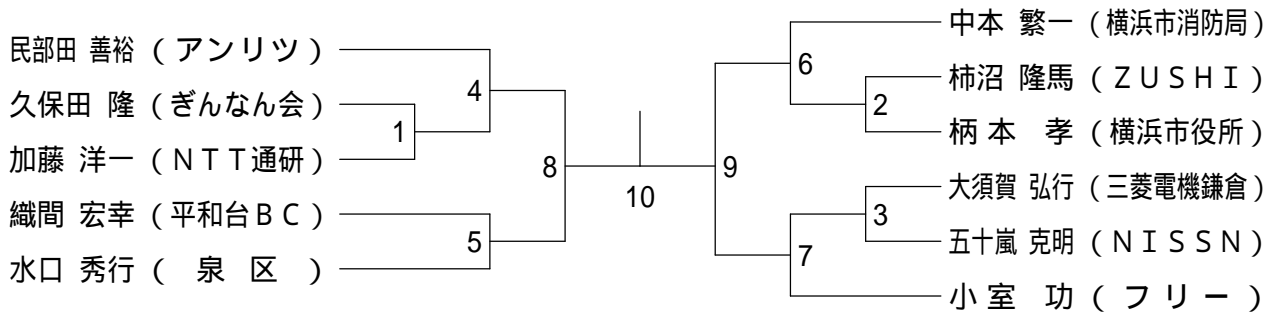 民部田 善裕 ( アンリツ )
久保田 隆 ( ぎんなん会 )
加藤 洋一 ( ＮＴＴ通研 )
織間 宏幸 ( 平和台ＢＣ )
水口 秀行 ( 泉 区 )
1
4
5
8
10
9
6
2
3
7
中本 繁一 ( 横浜市消防局 )
柿沼 隆馬 ( ＺＵＳＨＩ )
柄本 孝 ( 横浜市役所 )
大須賀 弘行 ( 三菱電機鎌倉 )
五十嵐 克明 ( ＮＩＳＳＮ )
小室 功 ( フリー )